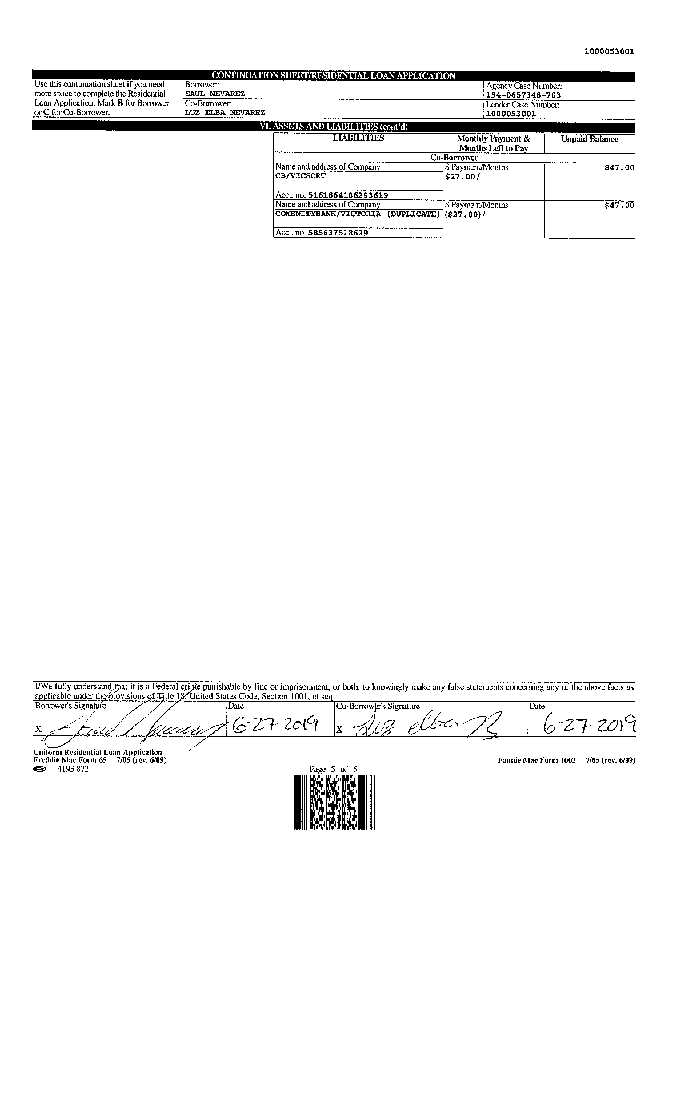 1000053001
CONTINUATION SHEET/RESIDENTIAL LOAN APPLICATION
Use this continuation sheet if you need more space to complete the Residential Loan Application. Mark B for Borrower or C for Co-Borrower.
Borrower:
SAUL NEVAREZ
Co-Borrower:
LUZ ELBA NEVAREZ
Agency Case Number:
Lender Case Number:
1000053001
VI. ASSETS AND LIABILITIES (cont'd)
LIABILITIES
Monthly Payment & Months Left to Pay
Unpaid Balance
Co-Borrower
Name and address of Company
$ Payment/Months
$47.00
CB/VICSCRT
$27.00/
Acct. no.
Name and address of Company
$ Payment/Months
$47.00
COMENITYBANK/VICTORIA (DUPLICATE)
($27.00)/
Acct. no.
I/We fully understand that it is a Federal crime punishable by fine or imprisonment, or both, to knowingly make any false statements concerning any of the above facts as
applicable under the provisions of Title 18, United States Code, Section 1001, et seq.
Borrower's Signature
Date
Co-Borrower's Signature
Date
X
6-27-2019
X Luz elba N
6-27-2019
Uniform Residential Loan Application
Freddie Mac Form 65 7/05 (rev. 6/09)
Fannie Mae Form 1003 7/05 (rev. 6/09)
Page 5 of 5